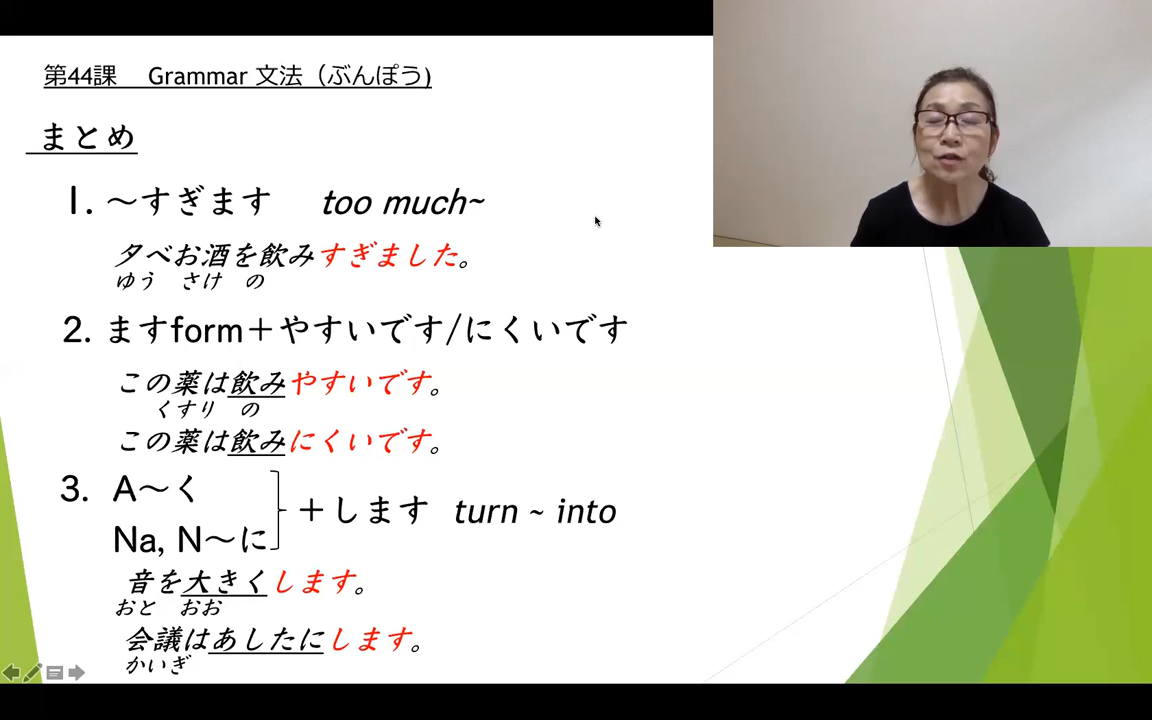 第44課 Grammar 文法（ぶんぽう)
まとめ
1. ～すぎます too much~
夕べお酒を飲みすぎました。
ゆう さけ の
2. ますform＋やすいです/にくいです
この薬は飲みやすいです。
くすり の
この薬は飲みにくいです。
3. A～く
Na, N～に
＋します turn ~ into
音を大きくします。
おと おお
会議はあしたにします。
かいぎ